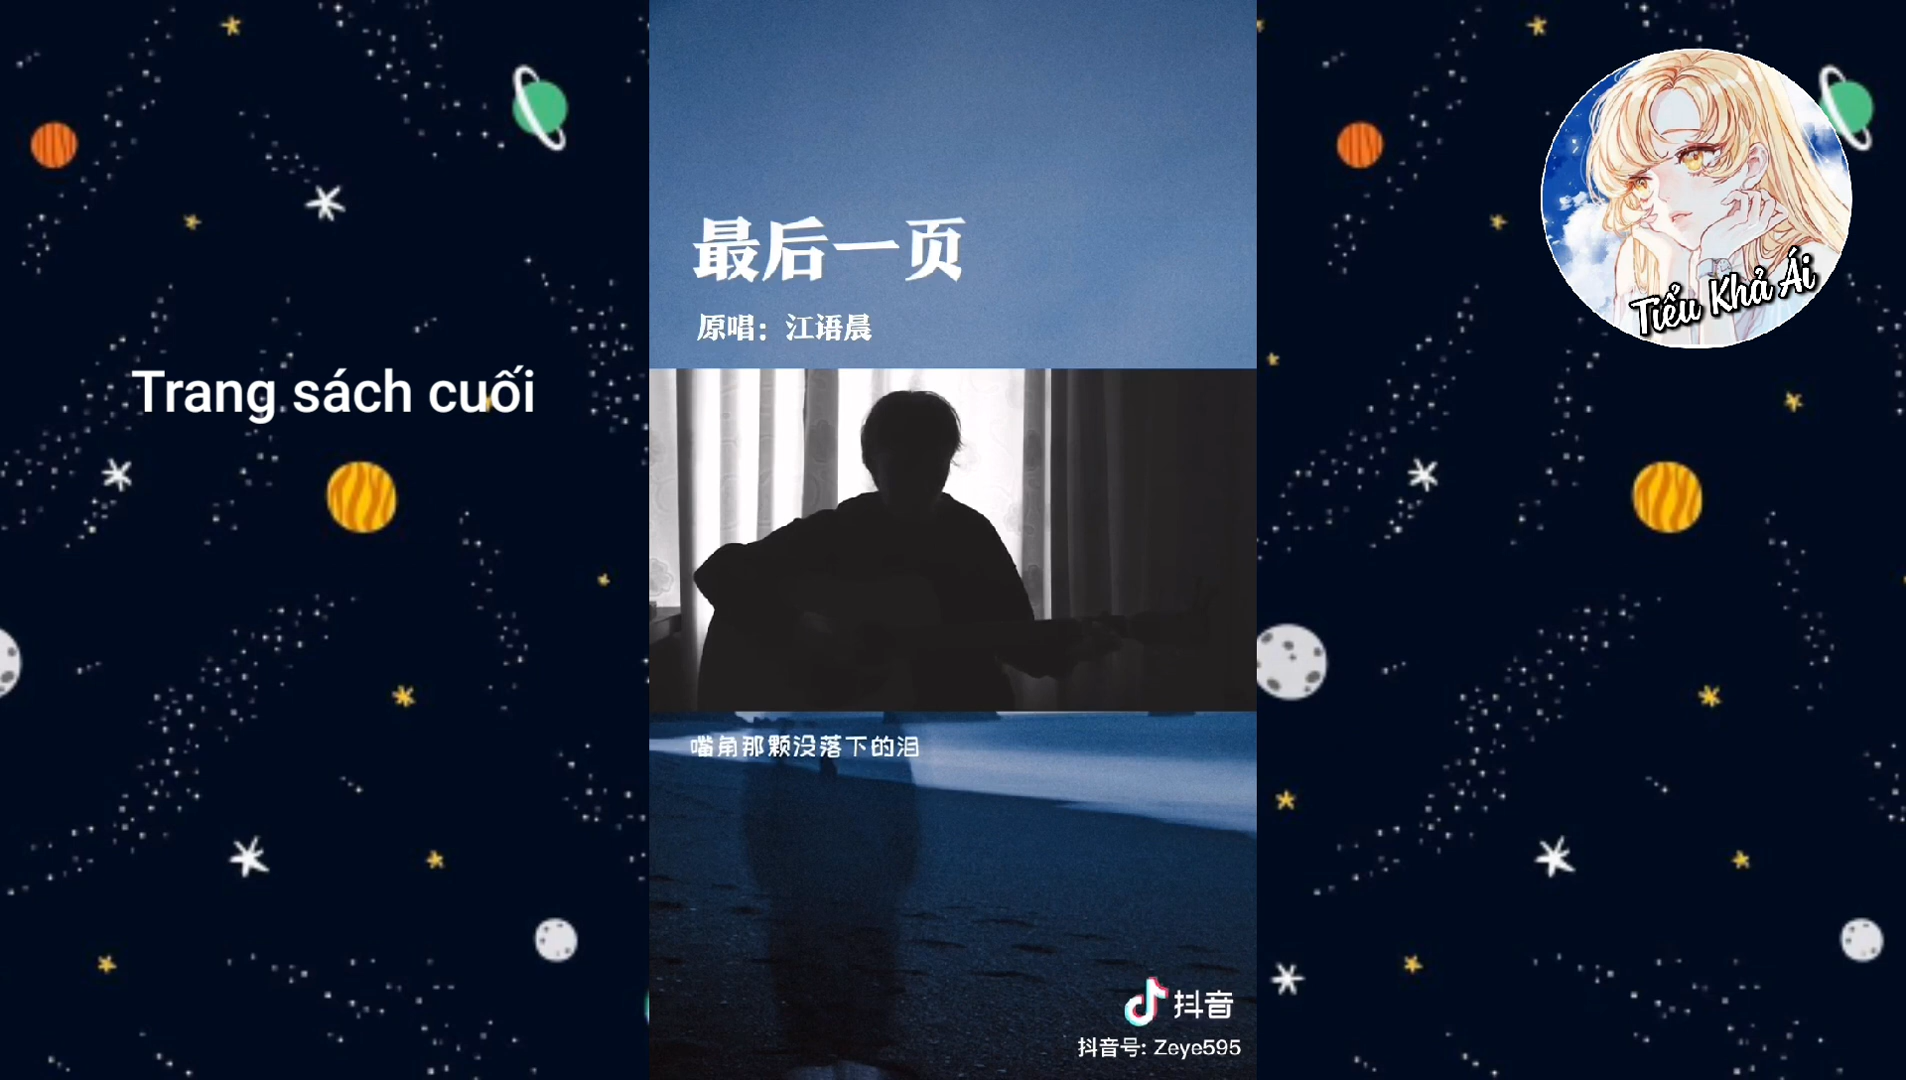 Trang sách cuối
最后一页
原唱：江语晨
嘴角那颗没落下的泪
抖音
抖音号: Zeye595
Tiểu Khả Ái